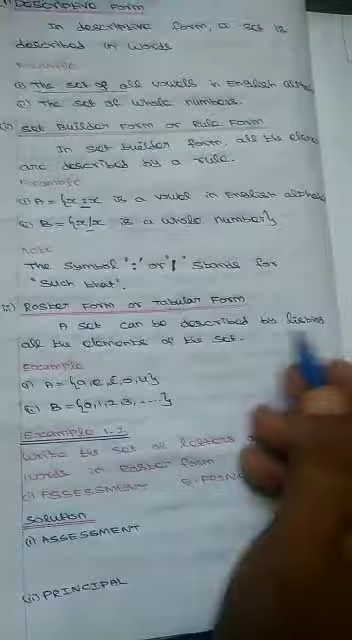 i) Descriptive Form
In descriptive form, a set is
described in words
Example
(i) The set of all vowels in English
(ii) The set of whole numbers.
(ii) Set Builder Form or Rule Form
In set builder form, all the
are described by a rule.
Example
(i) A = {x:x is a vowel in English
(ii) B = {x/x is a whole number}
Note
The symbol ":" or "/" stands for
"such that".
iii) Roster Form or Tabular Form
A set can be described by listing
all the elements of the set.
Example
(i) A = {a, e, i, o, u}
(ii) B = {0, 1, 2, 3, ....}
Example 1.1
Write the set of letters
words in Roster form
(i) ASSESSMENT
Solution
(i) ASSESSMENT
(ii) PRINCIPAL